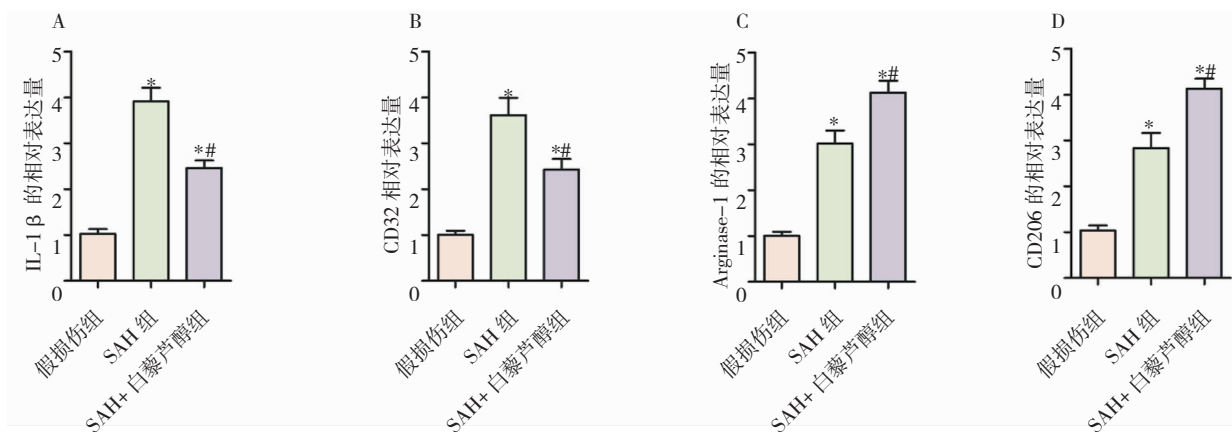 A
IL-1 β 的相对表达量
5
4
3
2
1
0
*
*#
假损伤组
SAH 组
SAH+ 白藜芦醇组
B
CD32 相对表达量
5
4
3
2
1
0
*
*#
假损伤组
SAH 组
SAH+ 白藜芦醇组
C
Arginase-1 的相对表达量
5
4
3
2
1
0
*
*#
假损伤组
SAH 组
SAH+ 白藜芦醇组
D
CD206 的相对表达量
5
4
3
2
1
0
*
*#
假损伤组
SAH 组
SAH+ 白藜芦醇组